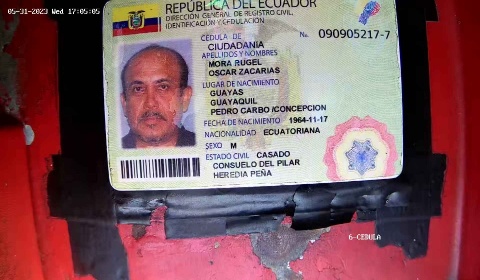 05-31-2023 Wed 17:05:05
REPÚBLICA DEL ECUADOR
DIRECCIÓN GENERAL DE REGISTRO CIVIL,
IDENTIFICACIÓN Y CEDULACIÓN
CÉDULA DE
CIUDADANIA
No. 090905217-7
APELLIDOS Y NOMBRES
MORA RUGEL
OSCAR ZACARIAS
LUGAR DE NACIMIENTO
GUAYAS
GUAYAQUIL
PEDRO CARBO /CONCEPCION
FECHA DE NACIMIENTO 1964-11-17
NACIONALIDAD ECUATORIANA
SEXO M
ESTADO CIVIL CASADO
CONSUELO DEL PILAR
HEREDIA PEÑA
6-CEDULA